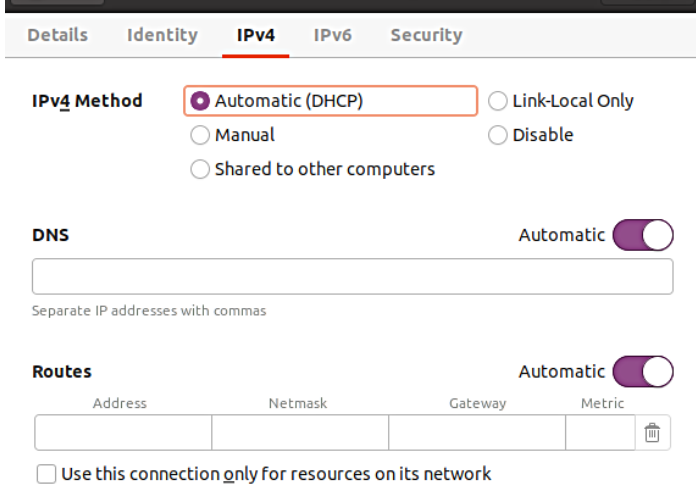 Details Identity IPv4 IPv6 Security
IPv4 Method Automatic (DHCP) Link-Local Only
Manual Disable
Shared to other computers
DNS Automatic
Separate IP addresses with commas
Routes Automatic
Address Netmask Gateway Metric
Use this connection only for resources on its network